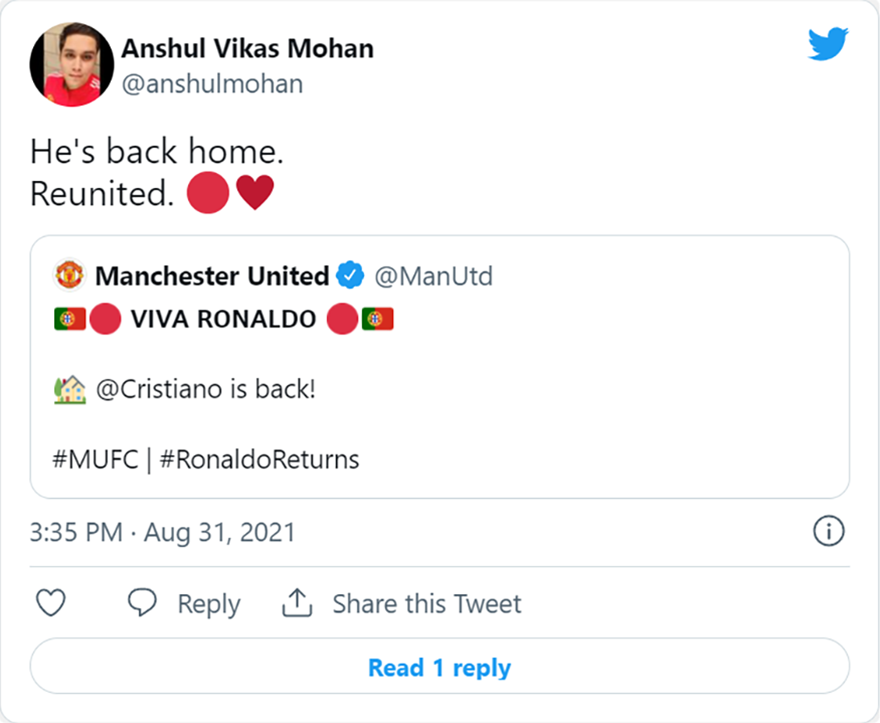 Anshul Vikas Mohan
@anshulmohan
He's back home.
Reunited. 🔴♥️
Manchester United @ManUtd
🇵🇹🔴 VIVA RONALDO 🔴🇵🇹
🏡 @Cristiano is back!
#MUFC | #RonaldoReturns
3:35 PM · Aug 31, 2021
Reply Share this Tweet
Read 1 reply